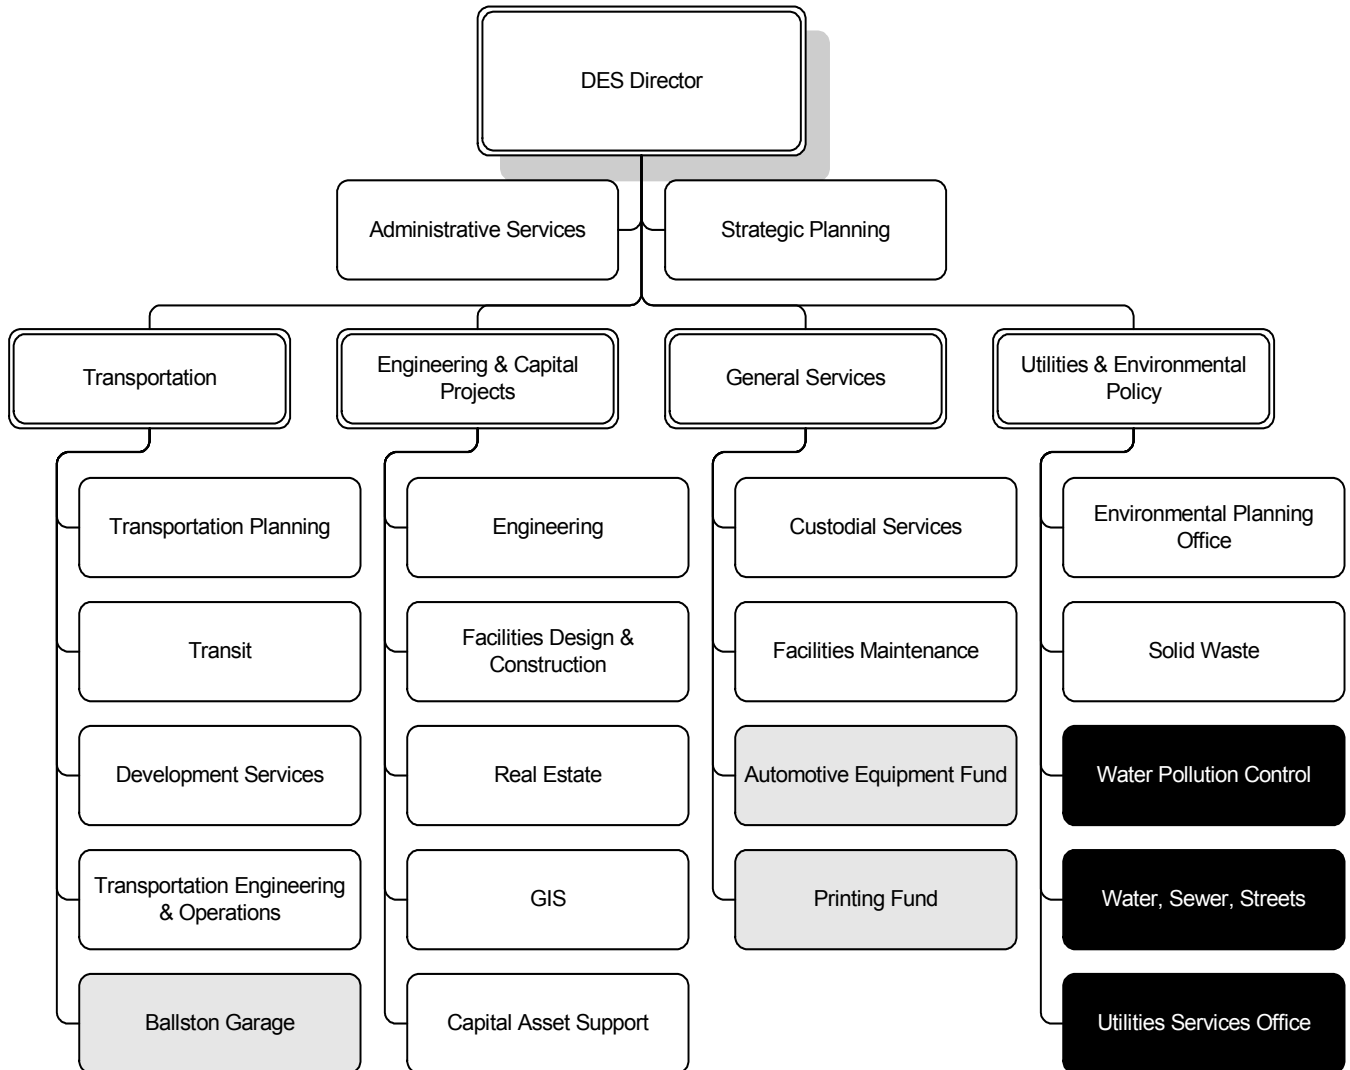 DES Director
Administrative Services
Strategic Planning
Transportation
Engineering & Capital
Projects
General Services
Utilities & Environmental
Policy
Transportation Planning
Engineering
Custodial Services
Environmental Planning
Office
Transit
Facilities Design &
Construction
Facilities Maintenance
Solid Waste
Development Services
Real Estate
Automotive Equipment Fund
Water Pollution Control
Transportation Engineering
& Operations
GIS
Printing Fund
Water, Sewer, Streets
Ballston Garage
Capital Asset Support
Utilities Services Office